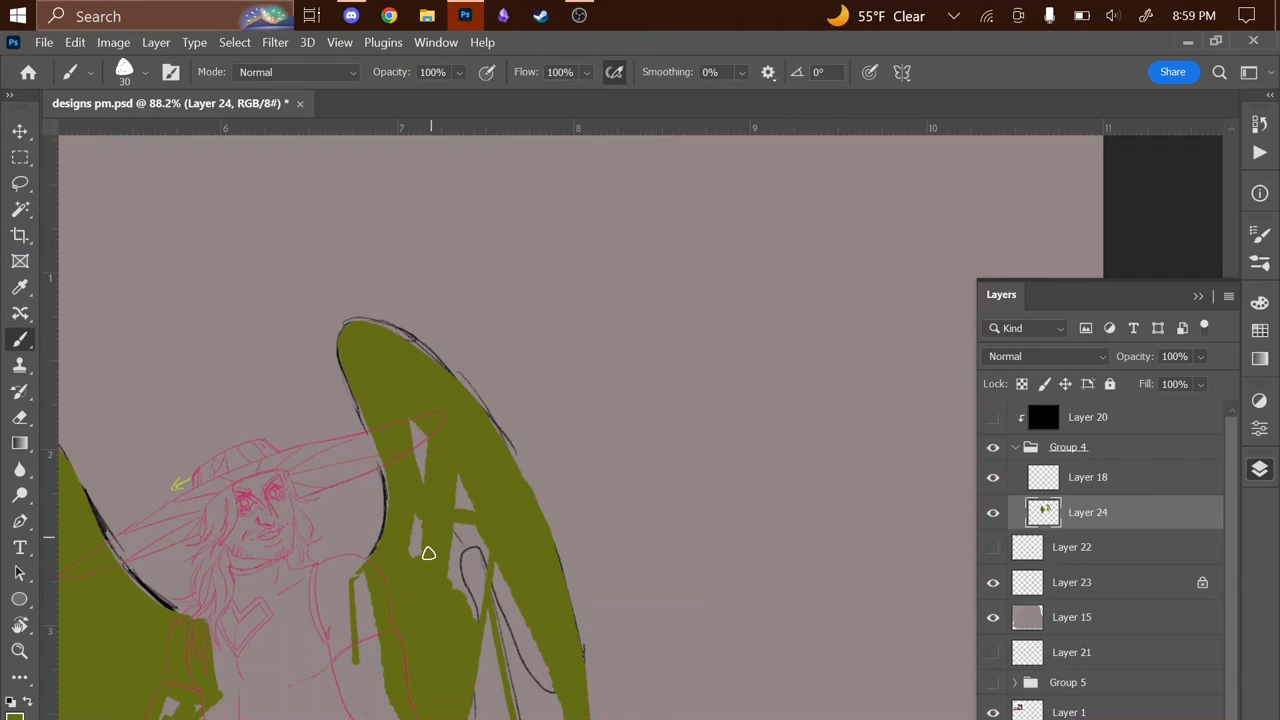 Search
55°F Clear
8:59 PM
Ps File Edit Image Layer Type Select Filter 3D View Plugins Window Help
30 Mode: Normal Opacity: 100% Flow: 100% Smoothing: 0% 0° Share
designs pm.psd @ 88.2% (Layer 24, RGB/8#) *
6 7 8 9 10 11
1
2
3
Layers
Kind
Normal Opacity: 100%
Lock: Fill: 100%
Layer 20
Group 4
Layer 18
Layer 24
Layer 22
Layer 23
Layer 15
Layer 21
Group 5
Layer 1